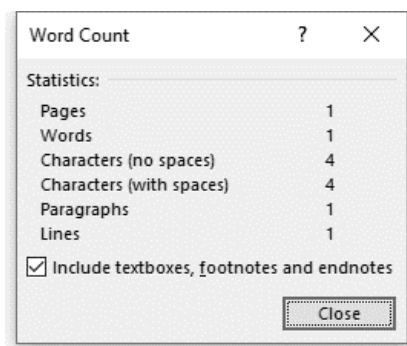 Word Count ? ×
Statistics:
Pages 1
Words 1
Characters (no spaces) 4
Characters (with spaces) 4
Paragraphs 1
Lines 1
Include textboxes, footnotes and endnotes
Close